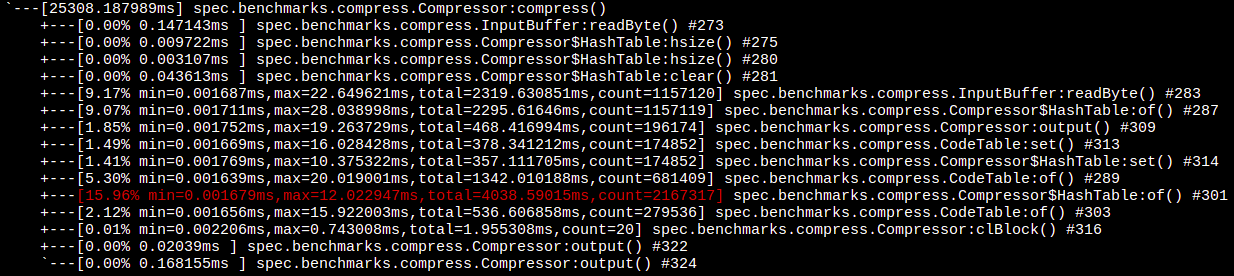 `---[25308.187989ms] spec.benchmarks.compress.Compressor:compress()
+---[0.00% 0.147143ms ] spec.benchmarks.compress.InputBuffer:readByte() #273
+---[0.00% 0.009722ms ] spec.benchmarks.compress.Compressor$HashTable:hsize() #275
+---[0.00% 0.003107ms ] spec.benchmarks.compress.Compressor$HashTable:hsize() #280
+---[0.00% 0.043613ms ] spec.benchmarks.compress.Compressor$HashTable:clear() #281
+---[9.17% min=0.001687ms,max=22.649621ms,total=2319.630851ms,count=1157120] spec.benchmarks.compress.InputBuffer:readByte() #283
+---[9.07% min=0.001711ms,max=28.038998ms,total=2295.61646ms,count=1157119] spec.benchmarks.compress.Compressor$HashTable:of() #287
+---[1.85% min=0.001752ms,max=19.263729ms,total=468.416994ms,count=196174] spec.benchmarks.compress.Compressor:output() #309
+---[1.49% min=0.001669ms,max=16.028428ms,total=378.341212ms,count=174852] spec.benchmarks.compress.CodeTable:set() #313
+---[1.41% min=0.001769ms,max=10.375322ms,total=357.111705ms,count=174852] spec.benchmarks.compress.Compressor$HashTable:set() #314
+---[5.30% min=0.001639ms,max=20.019001ms,total=1342.010188ms,count=681409] spec.benchmarks.compress.CodeTable:of() #289
+---[15.96% min=0.001679ms,max=12.022947ms,total=4038.59015ms,count=2167317] spec.benchmarks.compress.Compressor$HashTable:of() #301
+---[2.12% min=0.001656ms,max=15.922003ms,total=536.606858ms,count=279536] spec.benchmarks.compress.CodeTable:of() #303
+---[0.01% min=0.002206ms,max=0.743008ms,total=1.955308ms,count=20] spec.benchmarks.compress.Compressor:clBlock() #316
+---[0.00% 0.02039ms ] spec.benchmarks.compress.Compressor:output() #322
`---[0.00% 0.168155ms ] spec.benchmarks.compress.Compressor:output() #324